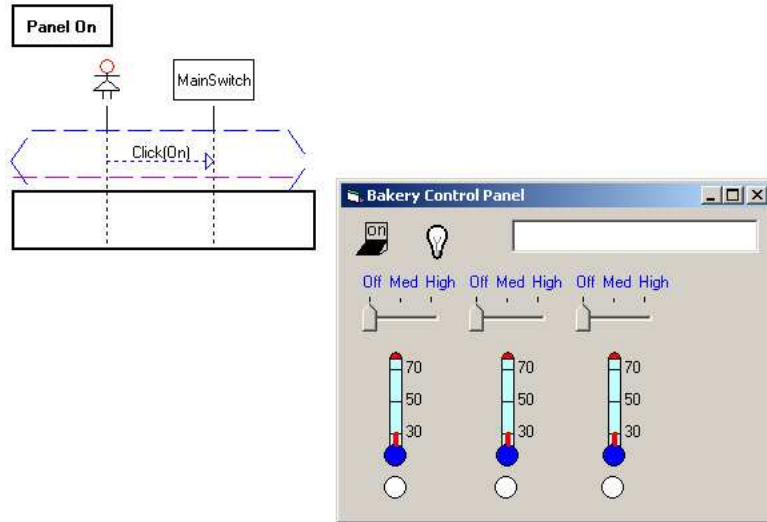 Panel On
MainSwitch
Click(On)
Bakery Control Panel
on
Off Med High Off Med High Off Med High
70 70 70
50 50 50
30 30 30